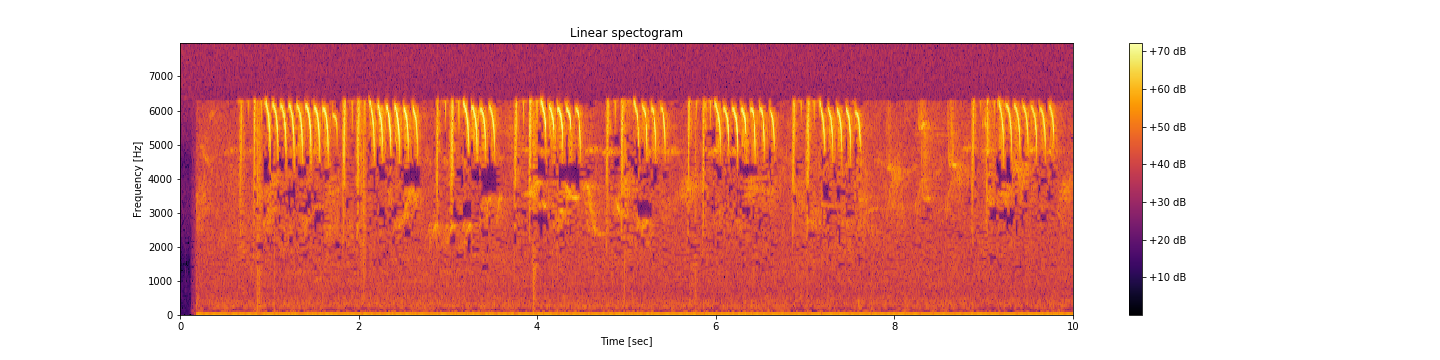 Linear spectogram
Frequency [Hz]
7000
6000
5000
4000
3000
2000
1000
0
0
2
4
6
8
10
Time [sec]
+70 dB
+60 dB
+50 dB
+40 dB
+30 dB
+20 dB
+10 dB